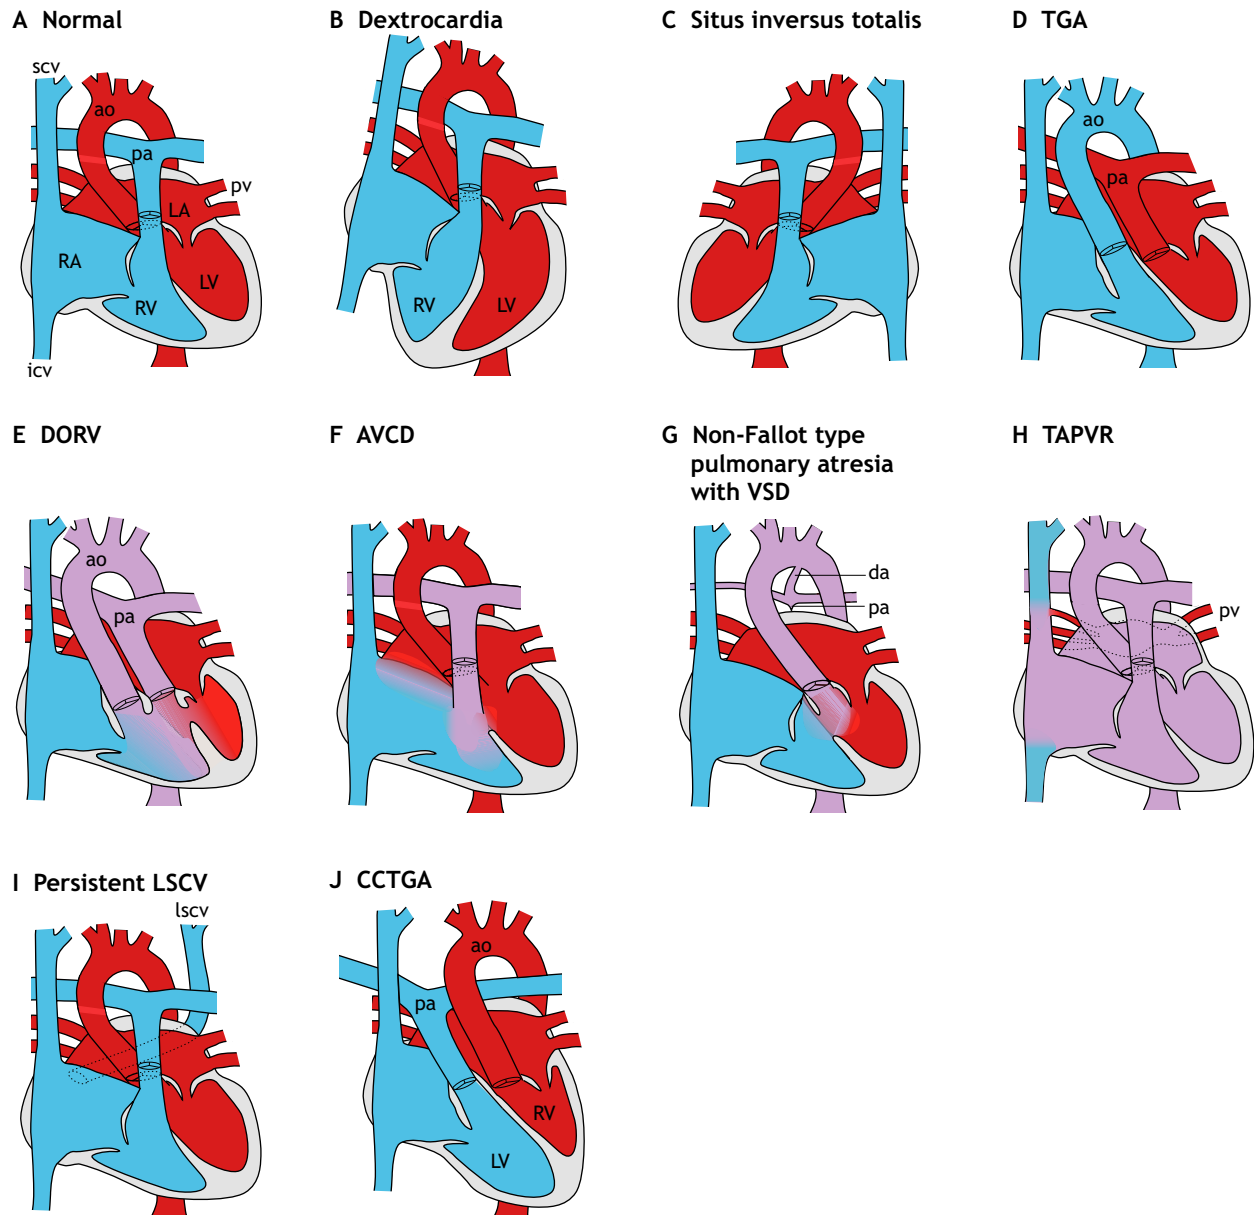 A Normal
scv
ao
pa
pv
LA
RA
LV
RV
icv
B Dextrocardia
RV
LV
C Situs inversus totalis
D TGA
ao
pa
E DORV
ao
pa
F AVCD
G Non-Fallot type
pulmonary atresia
with VSD
da
pa
H TAPVR
pv
I Persistent LSCV
lscv
J CCTGA
ao
pa
RV
LV